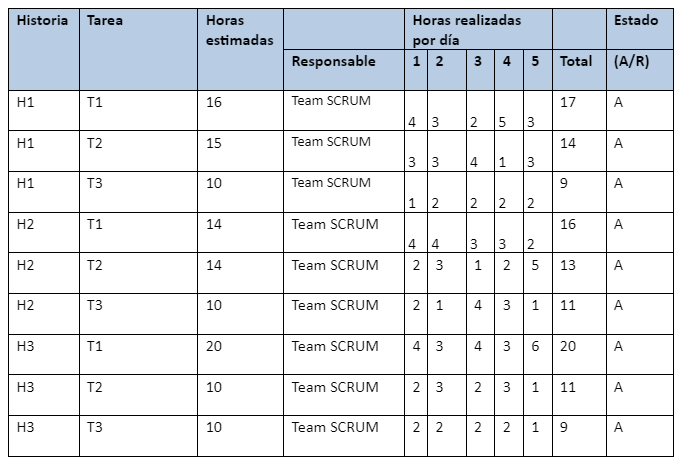 Historia Tarea Horas estimadas Horas realizadas por día Estado
Responsable 1 2 3 4 5 Total (A/R)
H1 T1 16 Team SCRUM 4 3 2 5 3 17 A
H1 T2 15 Team SCRUM 3 3 4 1 3 14 A
H1 T3 10 Team SCRUM 1 2 2 2 2 9 A
H2 T1 14 Team SCRUM 4 4 3 3 2 16 A
H2 T2 14 Team SCRUM 2 3 1 2 5 13 A
H2 T3 10 Team SCRUM 2 1 4 3 1 11 A
H3 T1 20 Team SCRUM 4 3 4 3 6 20 A
H3 T2 10 Team SCRUM 2 3 2 3 1 11 A
H3 T3 10 Team SCRUM 2 2 2 2 1 9 A